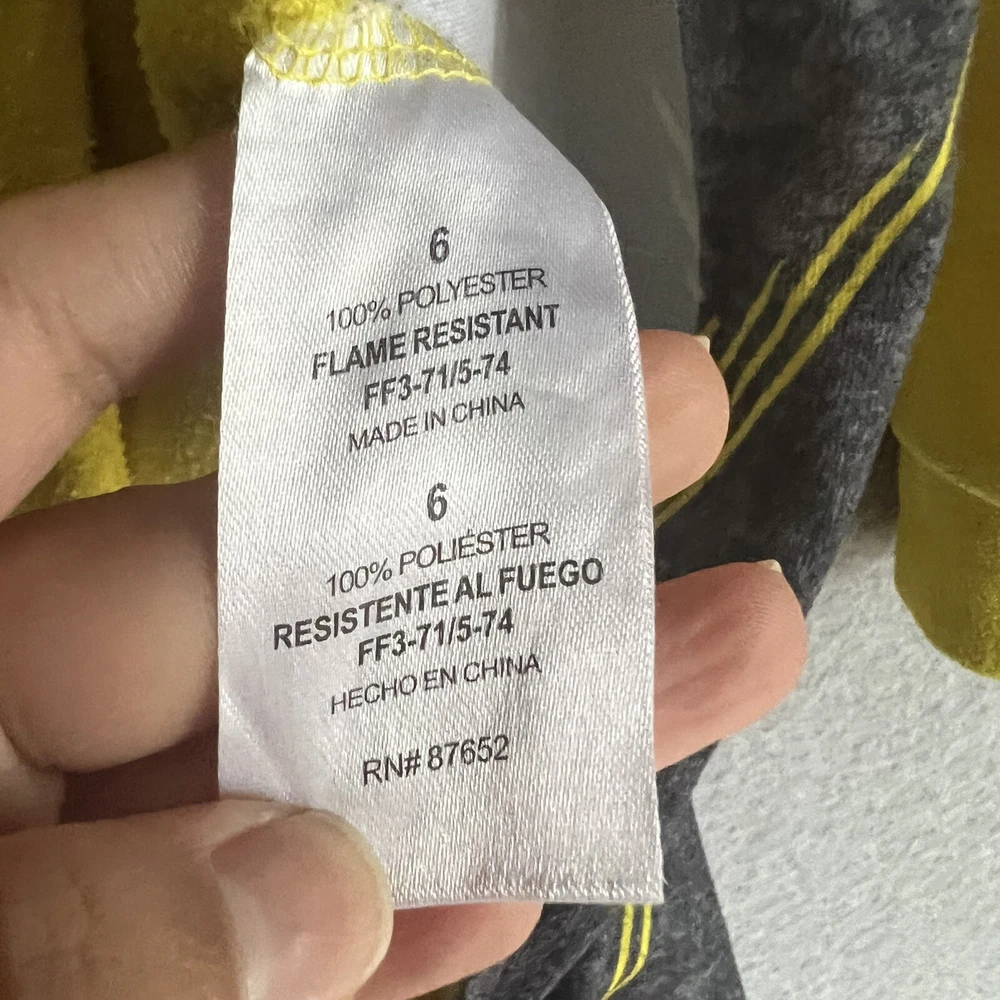 6
100% POLYESTER
FLAME RESISTANT
FF3-71/5-74
MADE IN CHINA
6
100% POLIÉSTER
RESISTENTE AL FUEGO
FF3-71/5-74
HECHO EN CHINA
RN# 87652